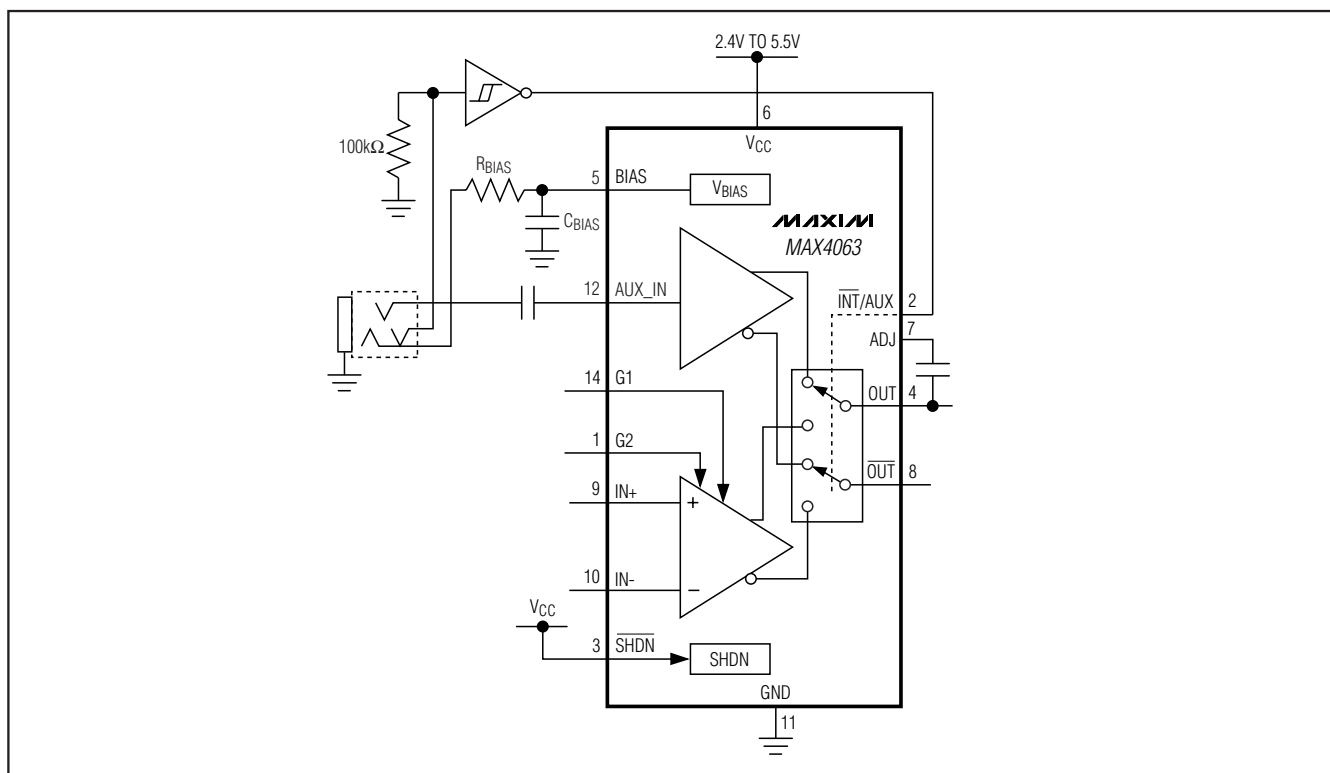 2.4V TO 5.5V
6
VCC
100kΩ
RBIAS
5
BIAS
VBIAS
CBIAS
MAXIM
MAX4063
12
AUX_IN
INT/AUX
2
7
ADJ
14
G1
OUT
4
1
G2
OUT
8
9
IN+
+
10
IN-
−
VCC
3
SHDN
SHDN
GND
11